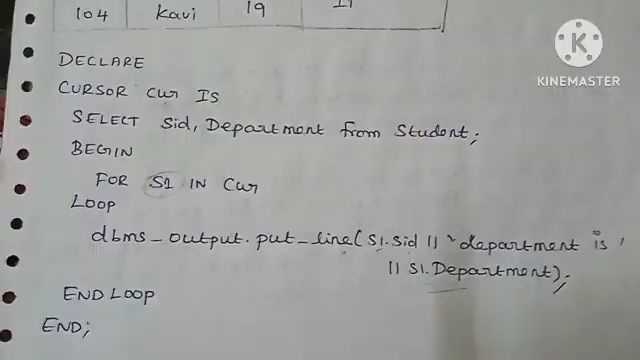 104 Kavi 19 IT
K
KINEMASTER
DECLARE
CURSOR Cur IS
SELECT Sid, Department from Student;
BEGIN
FOR S1 IN Cur
LOOP
dbms_output.put_line(S1.Sid || 'department is '
|| S1.Department);
END LOOP
END;